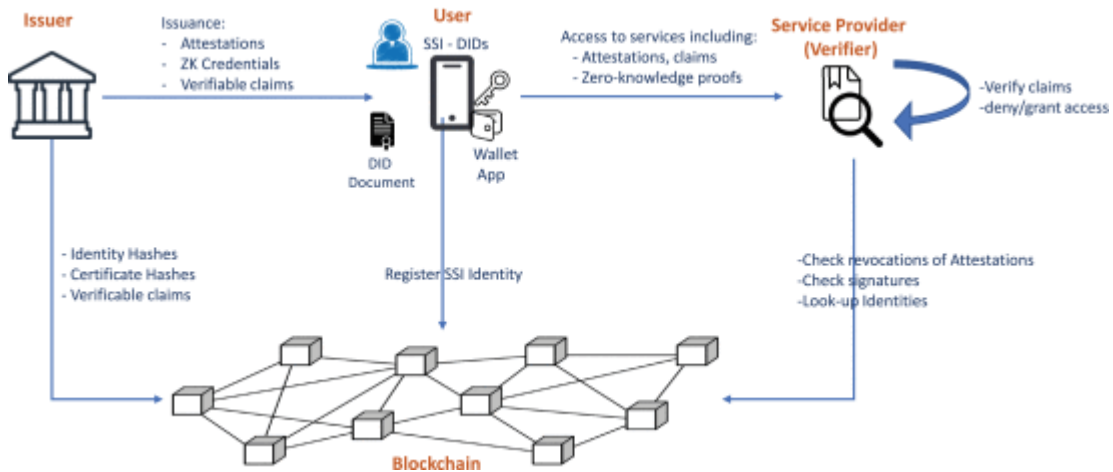 Issuer
Issuance:
- Attestations
- ZK Credentials
- Verifiable claims
User
SSI - DIDs
DID
Document
Wallet
App
Access to services including:
- Attestations, claims
- Zero-knowledge proofs
Service Provider
(Verifier)
-Verify claims
-deny/grant access
- Identity Hashes
- Certificate Hashes
- Verificable claims
Register SSI Identity
-Check revocations of Attestations
-Check signatures
-Look-up Identities
Blockchain